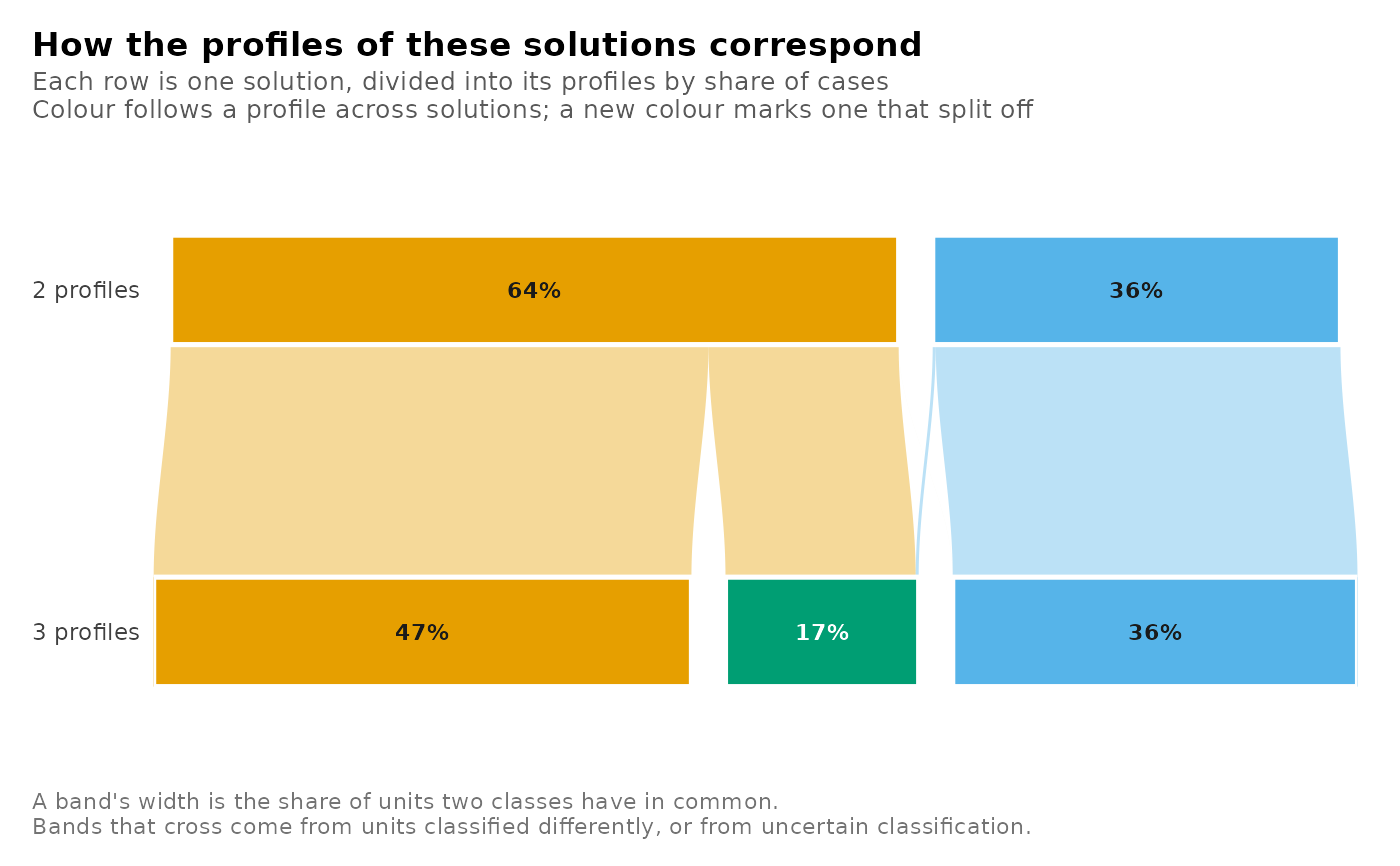 How the profiles of these solutions correspond
Each row is one solution, divided into its profiles by share of cases
Colour follows a profile across solutions; a new colour marks one that split off
2 profiles
64%
36%
3 profiles
47%
17%
36%
A band's width is the share of units two classes have in common.
Bands that cross come from units classified differently, or from uncertain classification.